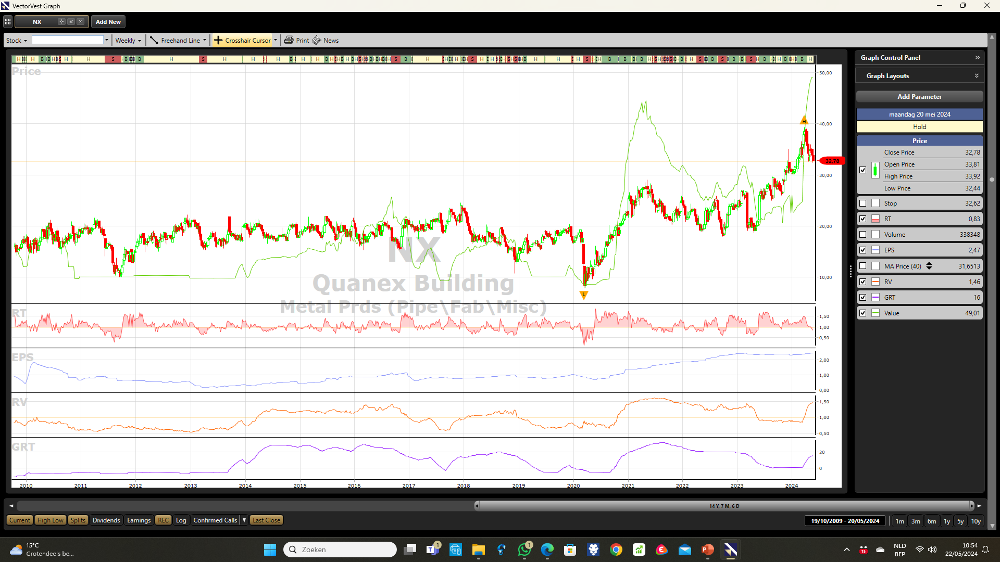 VectorVest Graph
NX
Add New
Stock
Weekly
Freehand Line
Crosshair Cursor
Print
News
Price
50,00
40,00
32,78
30,00
20,00
10,00
H
L
NX
Quanex Building
Metal Prds (Pipe\Fab\Misc)
RT
1,50
1,00
0,50
EPS
2,00
1,00
0,00
RV
1,50
1,00
0,50
GRT
20
0
2010 2011 2012 2013 2014 2015 2016 2017 2018 2019 2020 2021 2022 2023 2024
Graph Control Panel
Graph Layouts
Add Parameter
maandag 20 mei 2024
Hold
Price
Close Price 32,78
Open Price 33,81
High Price 33,92
Low Price 32,44
Stop 32,62
RT 0,83
Volume 338348
EPS 2,47
MA Price (40) 31,6513
RV 1,46
GRT 16
Value 49,01
14 Y, 7 M, 6 D
Current High Low Splits Dividends Earnings REC Log Confirmed Calls Last Close
19/10/2009 - 20/05/2024 1m 3m 6m 1y 5y 10y
15°C
Grotendeels be...
Zoeken
1
1
15
NLD
BEP
10:54
22/05/2024